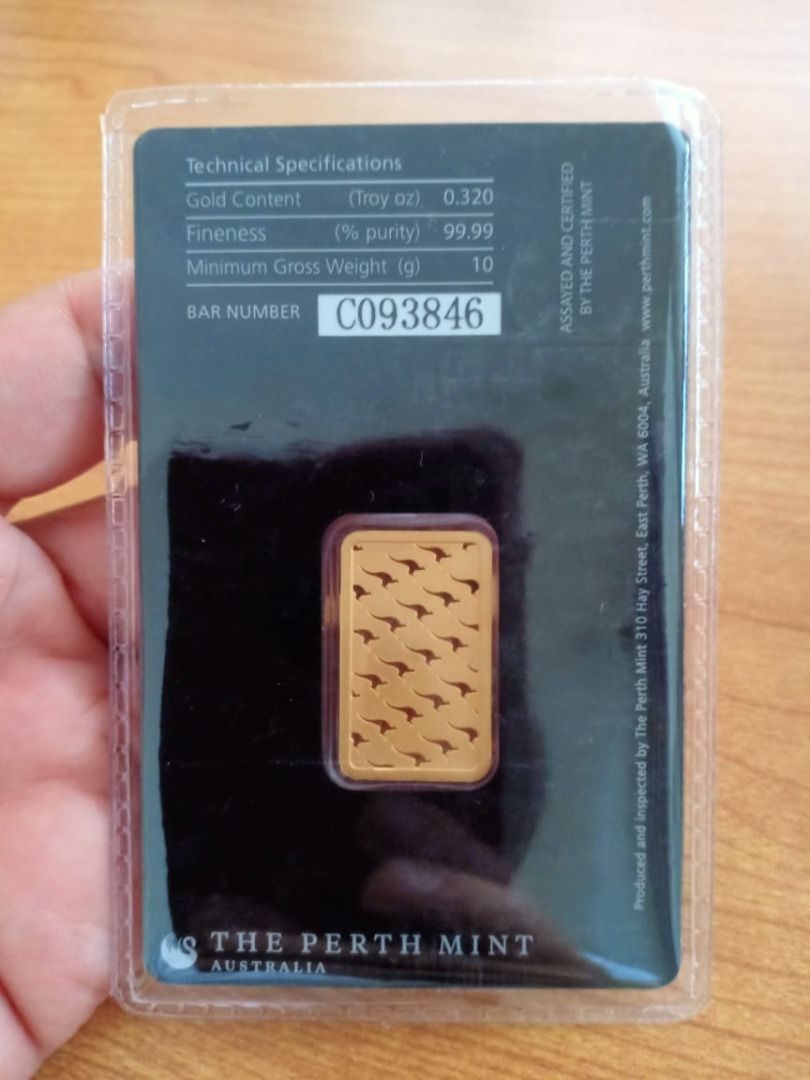 Technical Specifications
Gold Content (Troy oz) 0.320
Fineness (% purity) 99.99
Minimum Gross Weight (g) 10
BAR NUMBER C093846
ASSAYED AND CERTIFIED
BY THE PERTH MINT
Produced and inspected by The Perth Mint 310 Hay Street, East Perth, WA 6004, Australia www.perthmint.com
THE PERTH MINT
AUSTRALIA